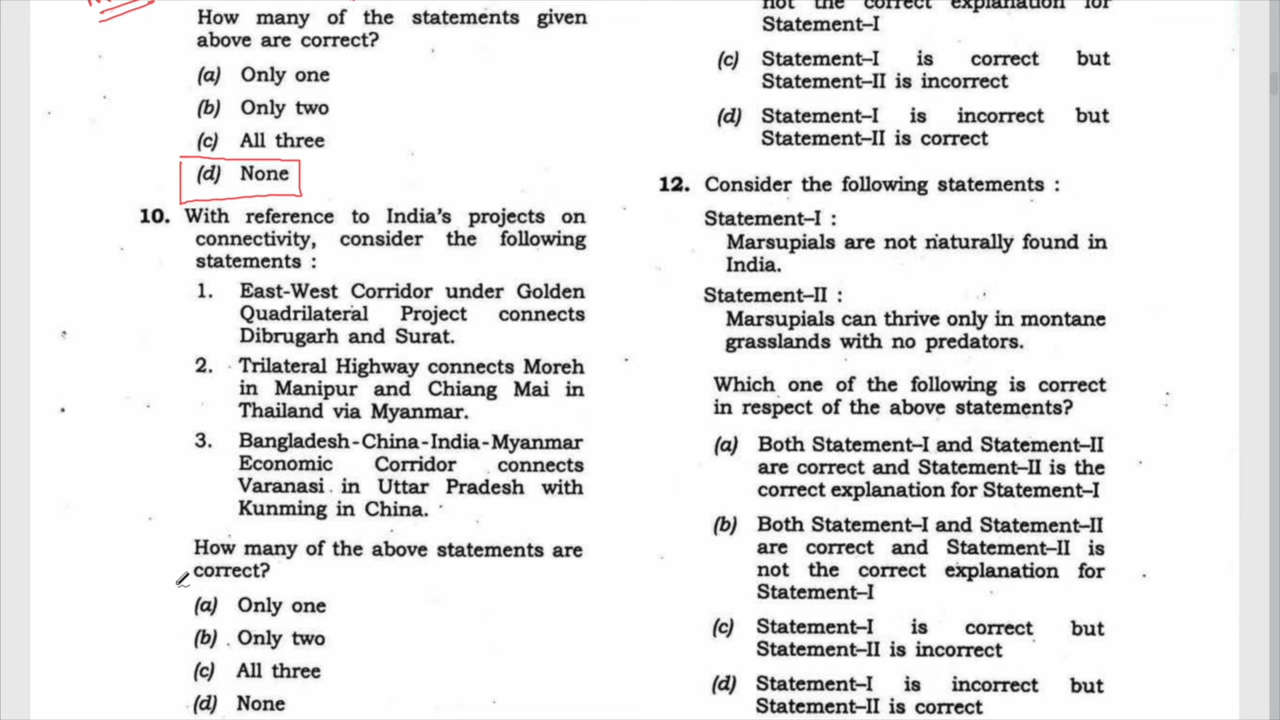 How many of the statements given
above are correct?
(a) Only one
(b) Only two
(c) All three
(d) None
10. With reference to India's projects on
connectivity, consider the following
statements :
1. East-West Corridor under Golden
Quadrilateral Project connects
Dibrugarh and Surat.
2. Trilateral Highway connects Moreh
in Manipur and Chiang Mai in
Thailand via Myanmar.
3. Bangladesh-China-India-Myanmar
Economic Corridor connects
Varanasi in Uttar Pradesh with
Kunming in China.
How many of the above statements are
correct?
(a) Only one
(b) Only two
(c) All three
(d) None
not the correct explanation for
Statement–I
(c) Statement–I is correct but
Statement–II is incorrect
(d) Statement–I is incorrect but
Statement–II is correct
12. Consider the following statements :
Statement–I :
Marsupials are not naturally found in
India.
Statement–II :
Marsupials can thrive only in montane
grasslands with no predators.
Which one of the following is correct
in respect of the above statements?
(a) Both Statement–I and Statement–II
are correct and Statement–II is the
correct explanation for Statement–I
(b) Both Statement–I and Statement–II
are correct and Statement–II is
not the correct explanation for
Statement–I
(c) Statement–I is correct but
Statement–II is incorrect
(d) Statement–I is incorrect but
Statement–II is correct